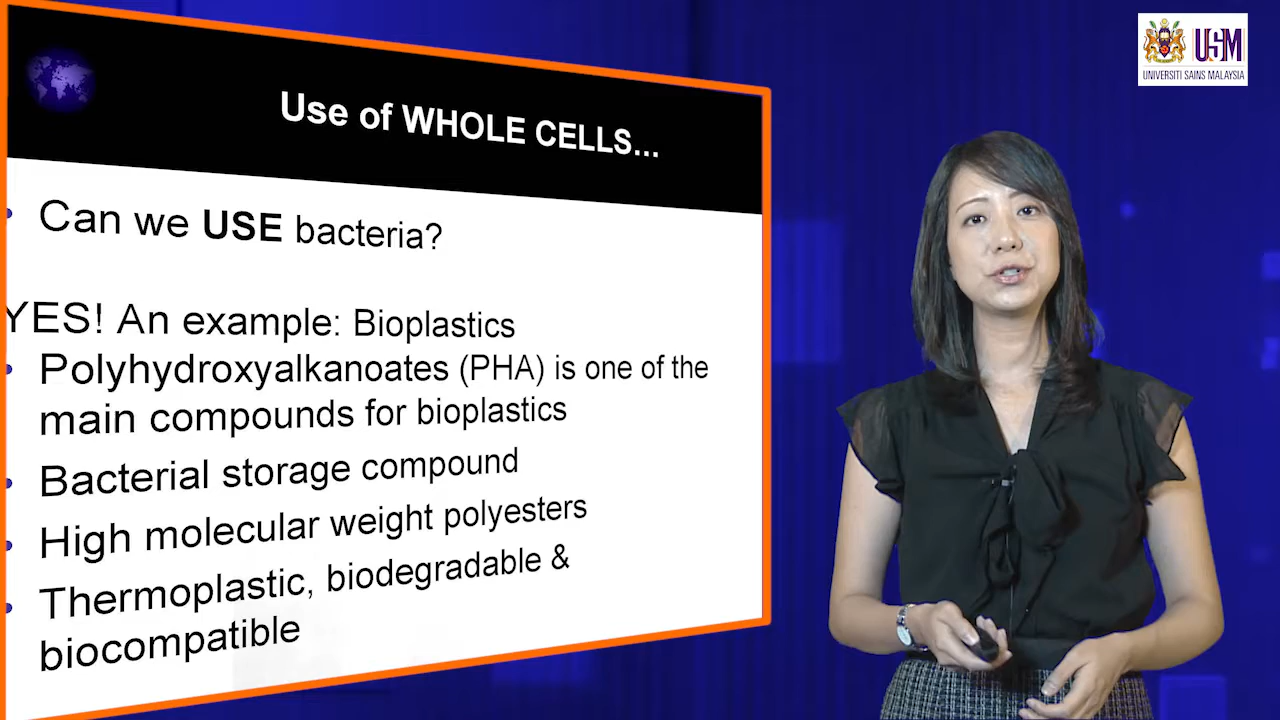 Use of WHOLE CELLS...
Can we USE bacteria?
YES! An example: Bioplastics
Polyhydroxyalkanoates (PHA) is one of the
main compounds for bioplastics
Bacterial storage compound
High molecular weight polyesters
Thermoplastic, biodegradable &
biocompatible
USM
UNIVERSITI SAINS MALAYSIA